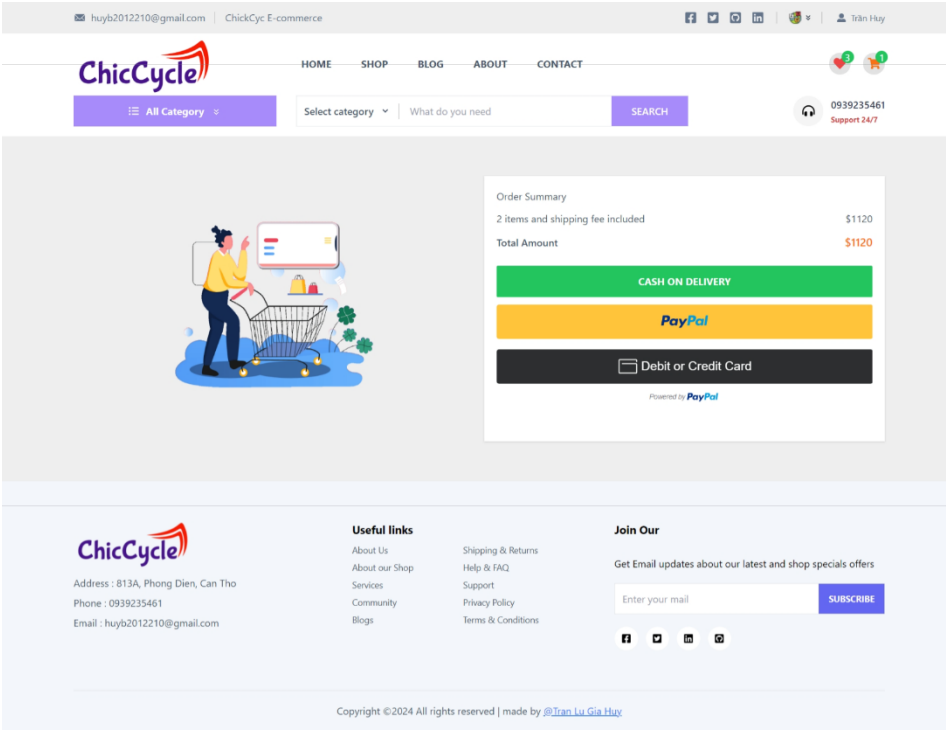 huyb2012210@gmail.com ChickCyc E-commerce Trần Huy
ChicCycle HOME SHOP BLOG ABOUT CONTACT 3 1
All Category Select category What do you need SEARCH 0939235461
Support 24/7
Order Summary
2 items and shipping fee included $1120
Total Amount $1120
CASH ON DELIVERY
PayPal
Debit or Credit Card
Powered by PayPal
ChicCycle
Address : 813A, Phong Dien, Can Tho
Phone : 0939235461
Email : huyb2012210@gmail.com
Useful links
About Us Shipping & Returns
About our Shop Help & FAQ
Services Support
Community Privacy Policy
Blogs Terms & Conditions
Join Our
Get Email updates about our latest and shop specials offers
Enter your mail SUBSCRIBE
Copyright ©2024 All rights reserved | made by @Tran Lu Gia Huy